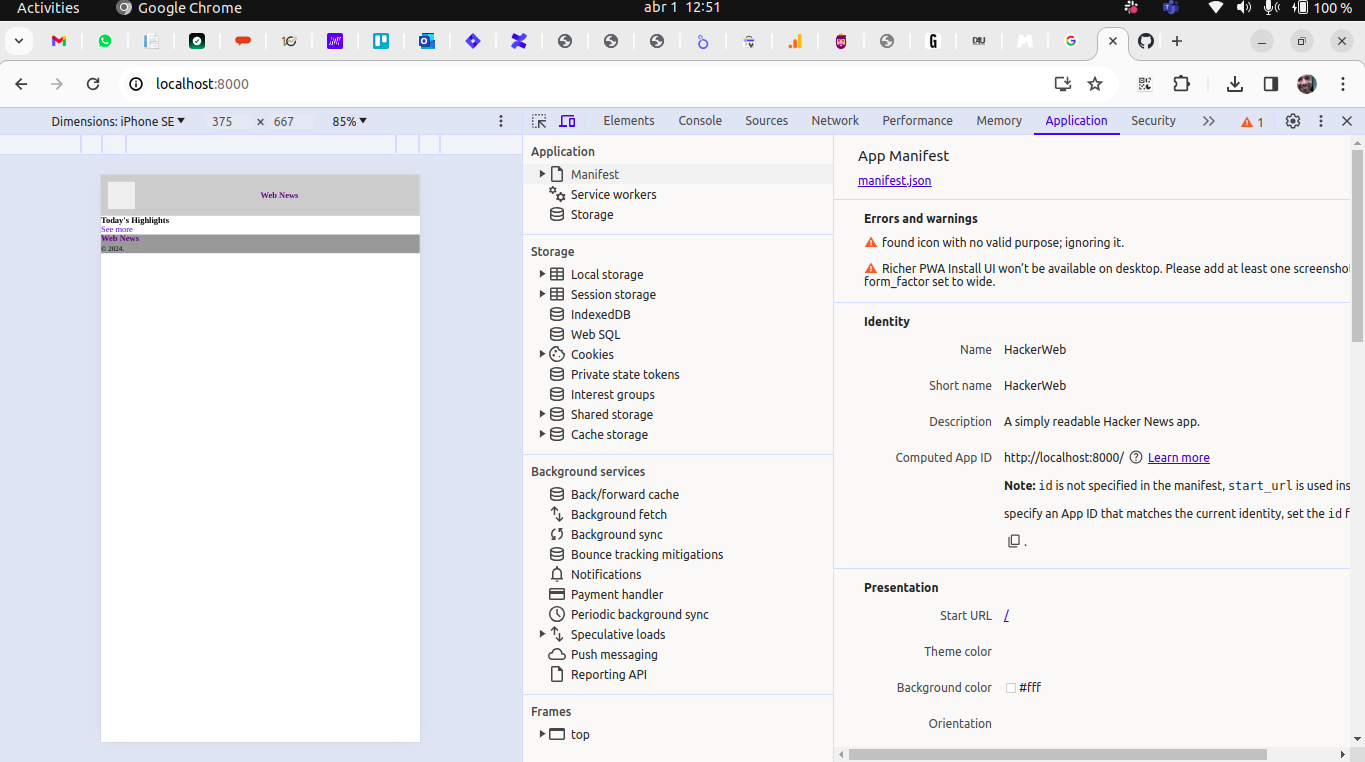 Activities
Google Chrome
abr 1 12:51
100 %
localhost:8000
Dimensions: iPhone SE
375 × 667
85%
Elements
Console
Sources
Network
Performance
Memory
Application
Security
1
Web News
Today's Highlights
See more
Web News
© 2024.
Application
Manifest
Service workers
Storage
Storage
Local storage
Session storage
IndexedDB
Web SQL
Cookies
Private state tokens
Interest groups
Shared storage
Cache storage
Background services
Back/forward cache
Background fetch
Background sync
Bounce tracking mitigations
Notifications
Payment handler
Periodic background sync
Speculative loads
Push messaging
Reporting API
Frames
top
App Manifest
manifest.json
Errors and warnings
found icon with no valid purpose; ignoring it.
Richer PWA Install UI won't be available on desktop. Please add at least one
form_factor set to wide.
Identity
Name HackerWeb
Short name HackerWeb
Description A simply readable Hacker News app.
Computed App ID http://localhost:8000/ Learn more
Note: id is not specified in the manifest, start_url is used
specify an App ID that matches the current identity, set the id
.
Presentation
Start URL /
Theme color
Background color #fff
Orientation